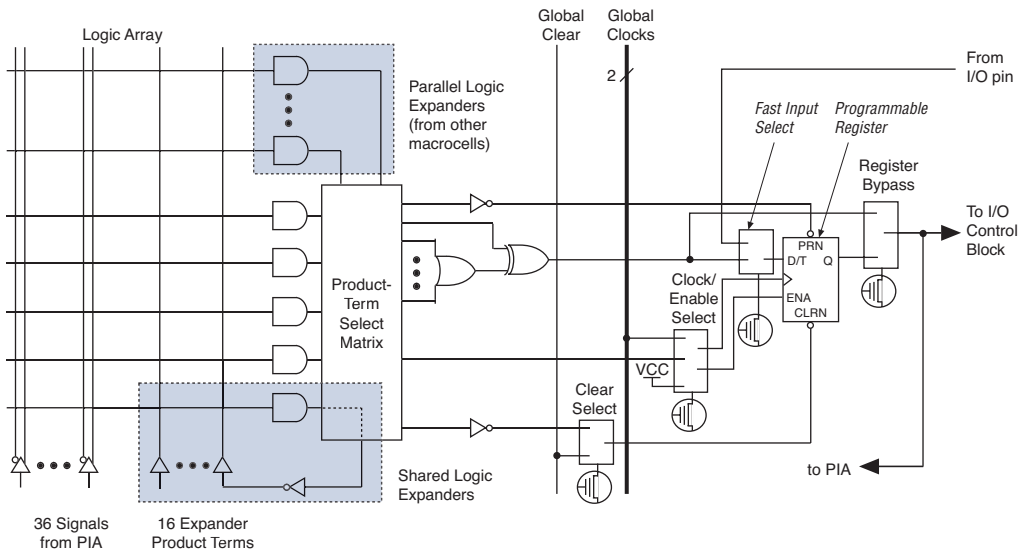 Logic Array
Global
Clear
Global
Clocks
2
Parallel Logic
Expanders
(from other
macrocells)
From
I/O pin
Fast Input
Select
Programmable
Register
Register
Bypass
To I/O
Control
Block
PRN
D/T Q
ENA
CLRN
Clock/
Enable
Select
Product-
Term
Select
Matrix
VCC
Clear
Select
Shared Logic
Expanders
to PIA
36 Signals
from PIA
16 Expander
Product Terms